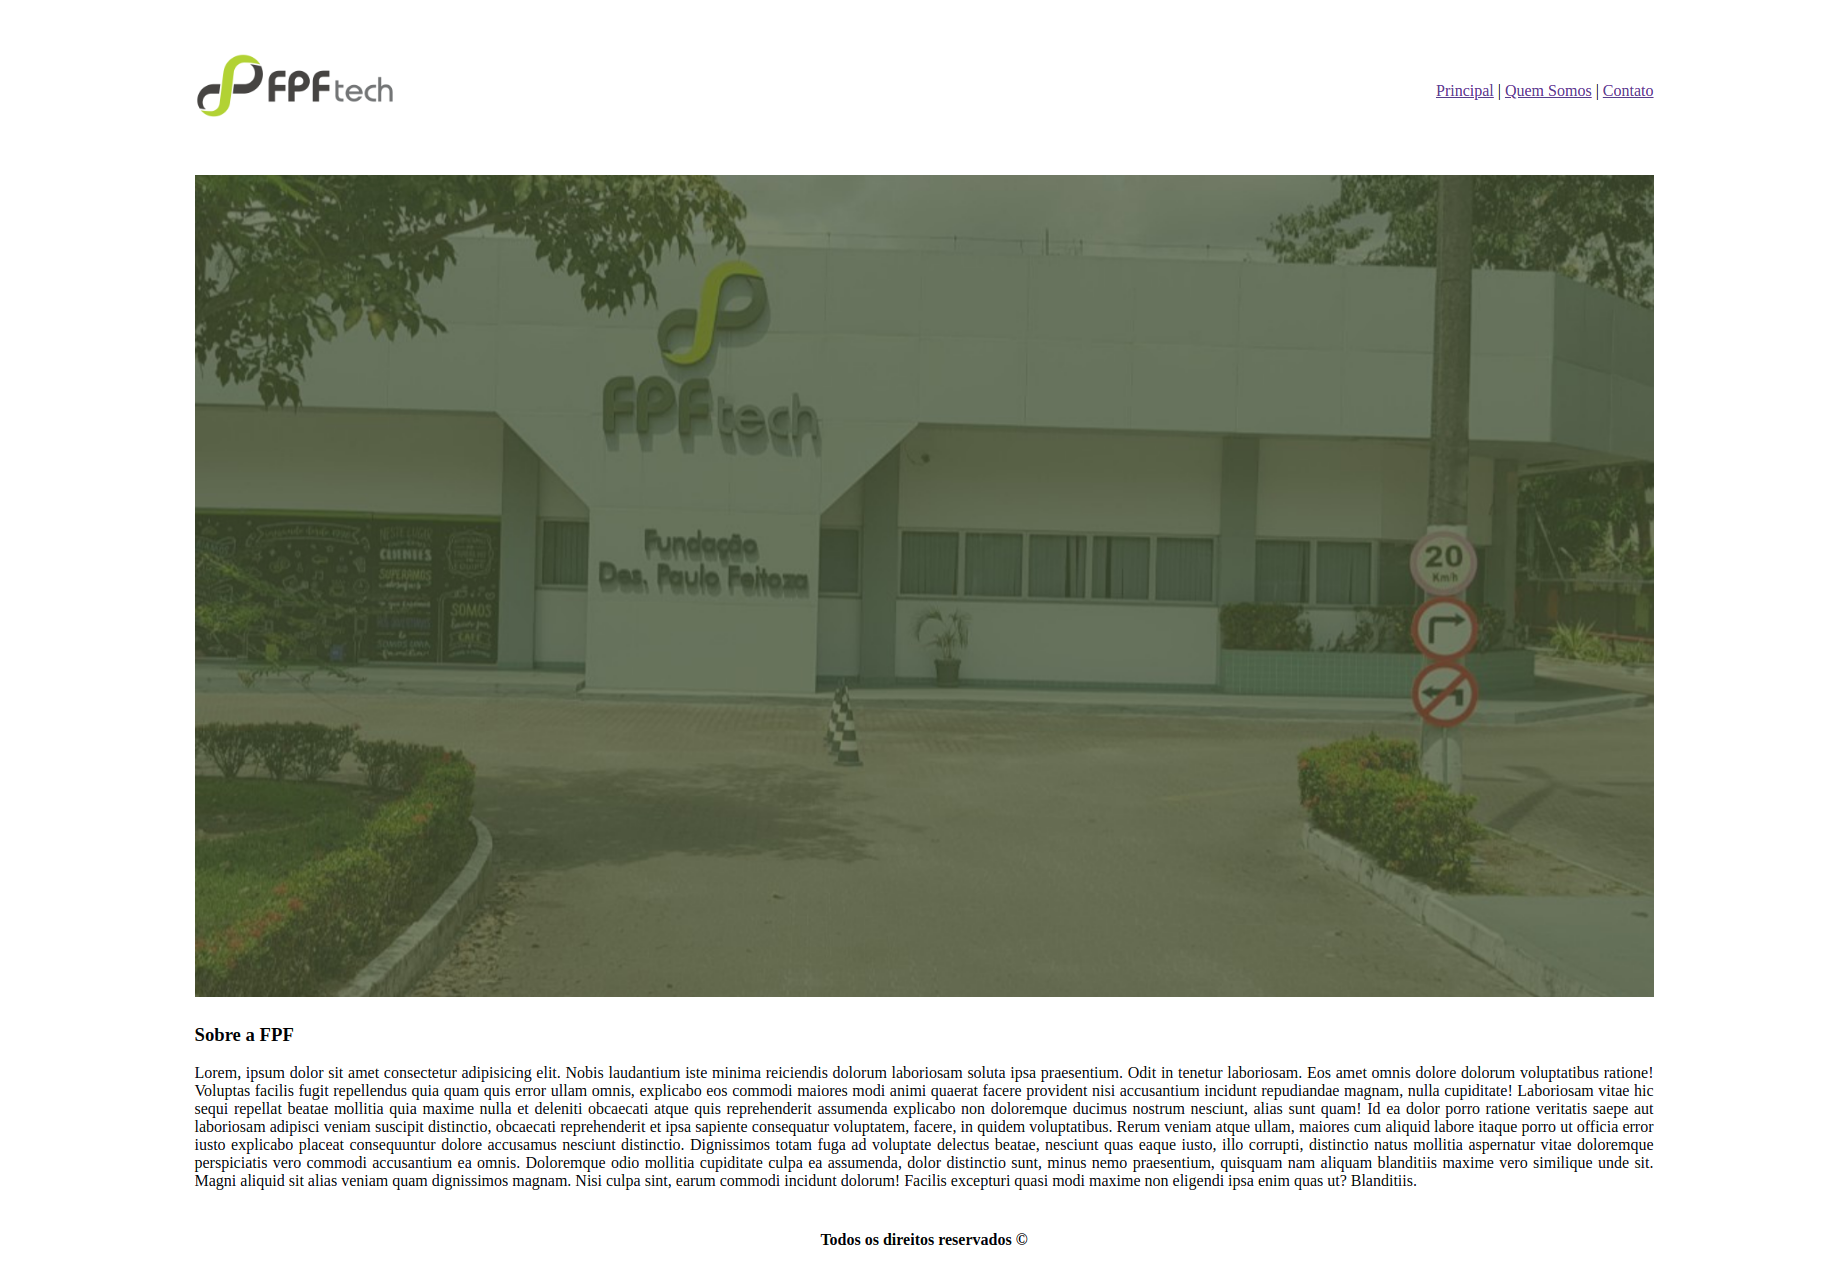 FPF tech
Principal | Quem Somos | Contato
FPF tech
Fundação
Des. Paulo Feitoza
NESTE LUGAR
CLIENTES
SUPERAMOS
SOMOS
CAFÉ
20
Km/h
Sobre a FPF
Lorem, ipsum dolor sit amet consectetur adipisicing elit. Nobis laudantium iste minima reiciendis dolorum laboriosam soluta ipsa praesentium. Odit in tenetur laboriosam. Eos amet omnis dolore dolorum voluptatibus ratione!
Voluptas facilis fugit repellendus quia quam quis error ullam omnis, explicabo eos commodi maiores modi animi quaerat facere provident nisi accusantium incidunt repudiandae magnam, nulla cupiditate! Laboriosam vitae hic
sequi repellat beatae mollitia quia maxime nulla et deleniti obcaecati atque quis reprehenderit assumenda explicabo non doloremque ducimus nostrum nesciunt, alias sunt quam! Id ea dolor porro ratione veritatis saepe aut
laboriosam adipisci veniam suscipit distinctio, obcaecati reprehenderit et ipsa sapiente consequatur voluptatem, facere, in quidem voluptatibus. Rerum veniam atque ullam, maiores cum aliquid labore itaque porro ut officia error
iusto explicabo placeat consequuntur dolore accusamus nesciunt distinctio. Dignissimos totam fuga ad voluptate delectus beatae, nesciunt quas eaque iusto, illo corrupti, distinctio natus mollitia aspernatur vitae doloremque
perspiciatis vero commodi accusantium ea omnis. Doloremque odio mollitia cupiditate culpa ea assumenda, dolor distinctio sunt, minus nemo praesentium, quisquam nam aliquam blanditiis maxime vero similique unde sit.
Magni aliquid sit alias veniam quam dignissimos magnam. Nisi culpa sint, earum commodi incidunt dolorum! Facilis excepturi quasi modi maxime non eligendi ipsa enim quas ut? Blanditiis.
Todos os direitos reservados ©